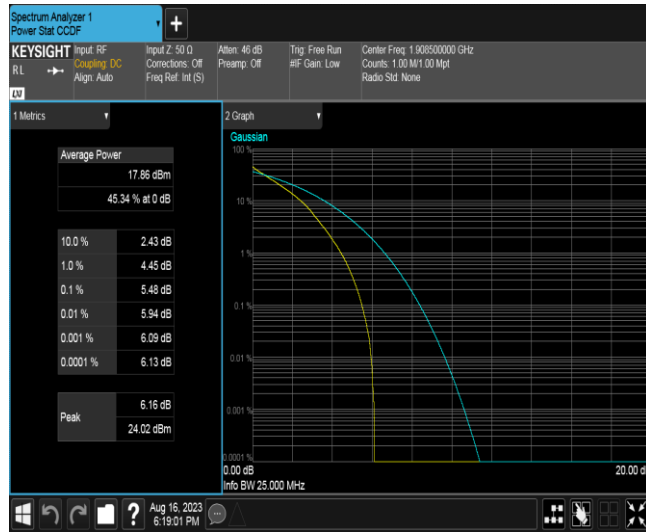 Spectrum Analyzer 1
Power Stat CCDF
KEYSIGHT
RL
LXI
Input: RF
Coupling: DC
Align: Auto
Input Z: 50 Ω
Corrections: Off
Freq Ref: Int (S)
Atten: 46 dB
Preamp: Off
Trig: Free Run
#IF Gain: Low
Center Freq: 1.908500000 GHz
Counts: 1.00 M/1.00 Mpt
Radio Std: None
1 Metrics
Average Power
17.86 dBm
45.34 % at 0 dB
10.0 % 2.43 dB
1.0 % 4.45 dB
0.1 % 5.48 dB
0.01 % 5.94 dB
0.001 % 6.09 dB
0.0001 % 6.13 dB
Peak
6.16 dB
24.02 dBm
2 Graph
Gaussian
100 %
10 %
1 %
0.1 %
0.01 %
0.001 %
0.0001 %
0.00 dB
20.00 d
Info BW 25.000 MHz
Aug 16, 2023
6:19:01 PM